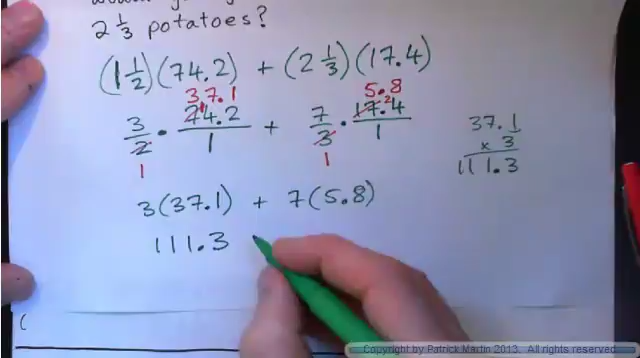 2 1/3 potatoes?
(1 1/2)(74.2) + (2 1/3)(17.4)
37.1 5.8
3/2 · 74.2/1 + 7/3 · 17.4/1
1 1
37.1
x 3
111.3
3(37.1) + 7(5.8)
111.3
(
Copyright by Patrick Martin 2013. All rights reserved.